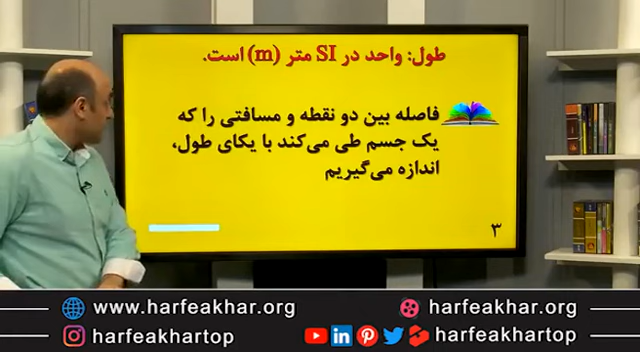 طول: واحد در SI متر (m) است.
فاصله بین دو نقطه و مسافتی را که
یک جسم طی می‌کند با یکای طول،
اندازه می‌گیریم
۳
www.harfeakhar.org
harfeakhar.org
harfeakhartop
harfeakhartop